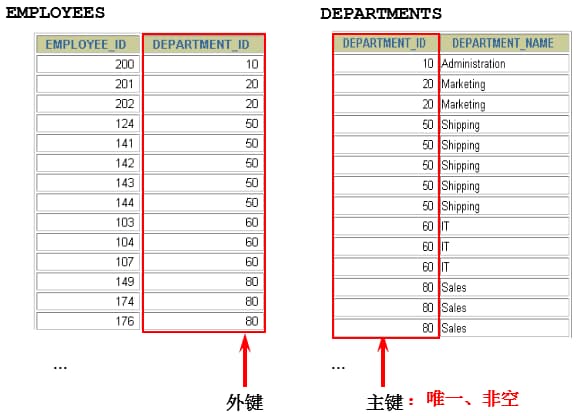 EMPLOYEES
EMPLOYEE_ID DEPARTMENT_ID
200 10
201 20
202 20
124 50
141 50
142 50
143 50
144 50
103 60
104 60
107 60
149 80
174 80
176 80
...
外键
DEPARTMENTS
DEPARTMENT_ID DEPARTMENT_NAME
10 Administration
20 Marketing
20 Marketing
50 Shipping
50 Shipping
50 Shipping
50 Shipping
50 Shipping
60 IT
60 IT
60 IT
80 Sales
80 Sales
80 Sales
...
主键：唯一、非空